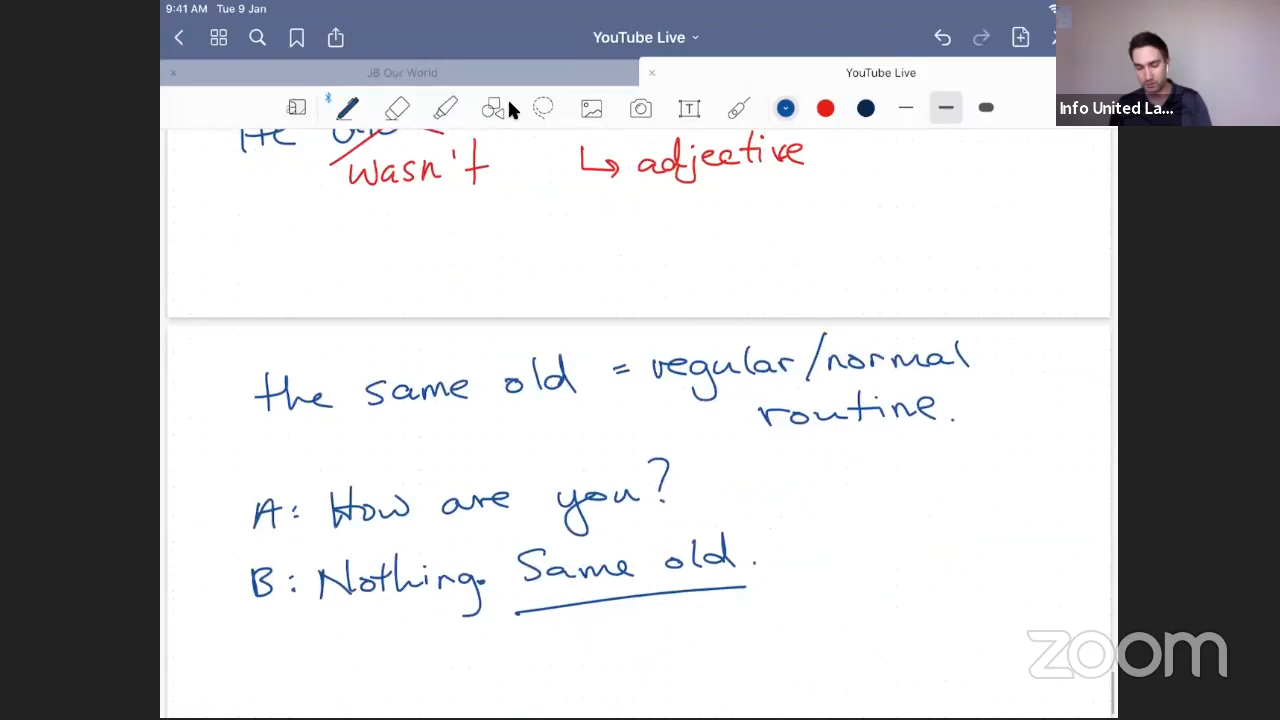 9:41 AM Tue 9 Jan
YouTube Live
JB Our World
YouTube Live
Info United La...
He
wasn't ↳ adjective
the same old = regular/normal
routine.
A: How are you?
B: Nothing. Same old.
zoom